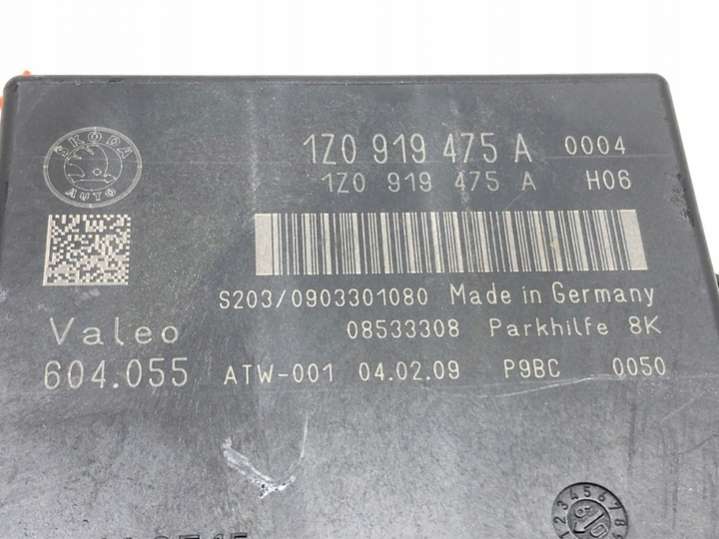 ŠKODA
AUTO
1Z0 919 475 A 0004
1Z0 919 475 A H06
S203/0903301080 Made in Germany
Valeo 08533308 Parkhilfe 8K
604.055 ATW-001 04.02.09 P9BC 0050